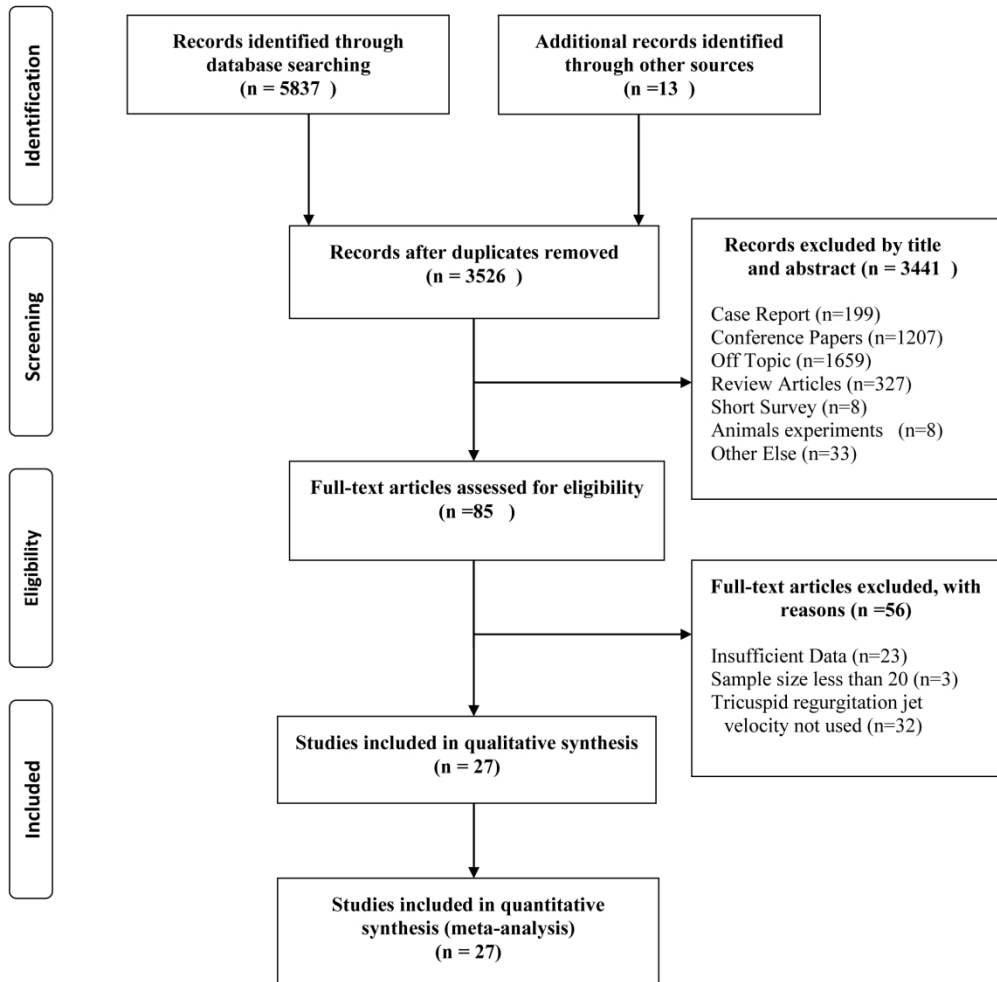 Identification
Records identified through
database searching
(n = 5837 )
Additional records identified
through other sources
(n =13 )
Screening
Records after duplicates removed
(n = 3526 )
Records excluded by title
and abstract (n = 3441 )
Case Report (n=199)
Conference Papers (n=1207)
Off Topic (n=1659)
Review Articles (n=327)
Short Survey (n=8)
Animals experiments (n=8)
Other Else (n=33)
Eligibility
Full-text articles assessed for eligibility
(n =85 )
Full-text articles excluded, with
reasons (n =56)
Insufficient Data (n=23)
Sample size less than 20 (n=3)
Tricuspid regurgitation jet
velocity not used (n=32)
Included
Studies included in qualitative synthesis
(n = 27)
Studies included in quantitative
synthesis (meta-analysis)
(n = 27)